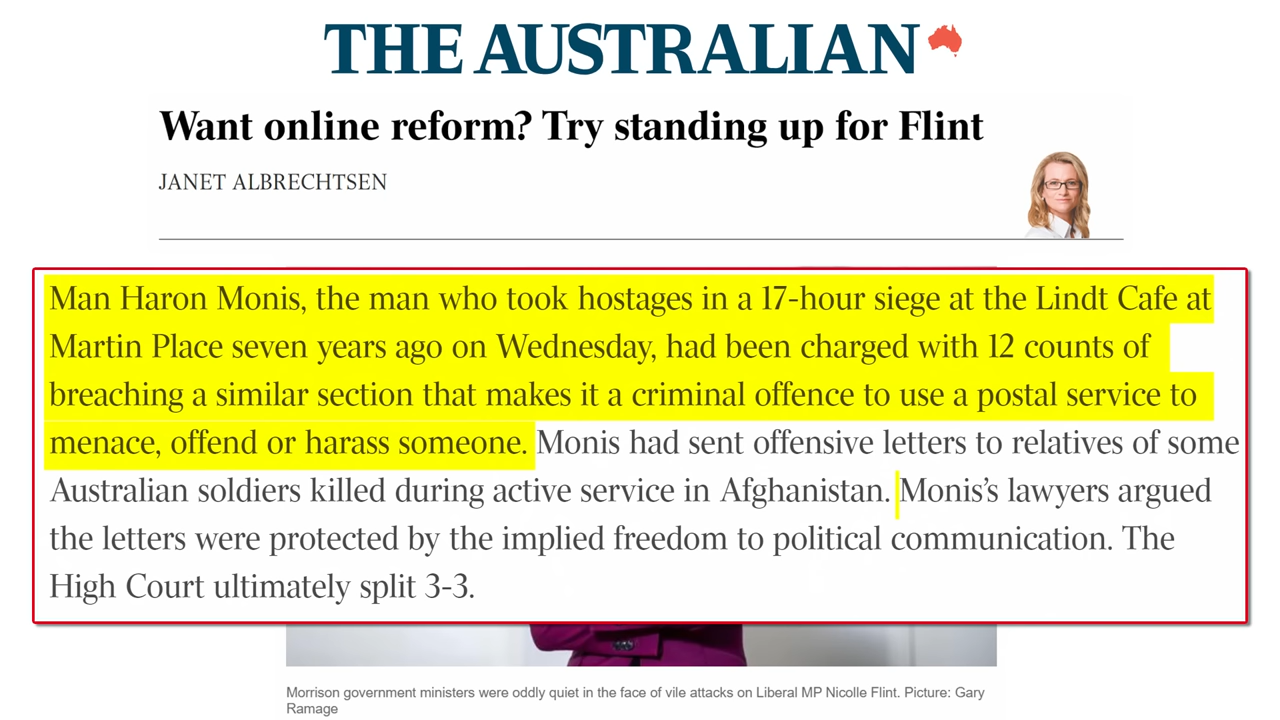 THE AUSTRALIAN
Want online reform? Try standing up for Flint
JANET ALBRECHTSEN
Man Haron Monis, the man who took hostages in a 17-hour siege at the Lindt Cafe at
Martin Place seven years ago on Wednesday, had been charged with 12 counts of
breaching a similar section that makes it a criminal offence to use a postal service to
menace, offend or harass someone. Monis had sent offensive letters to relatives of some
Australian soldiers killed during active service in Afghanistan. Monis’s lawyers argued
the letters were protected by the implied freedom to political communication. The
High Court ultimately split 3-3.
Morrison government ministers were oddly quiet in the face of vile attacks on Liberal MP Nicolle Flint. Picture: Gary
Ramage